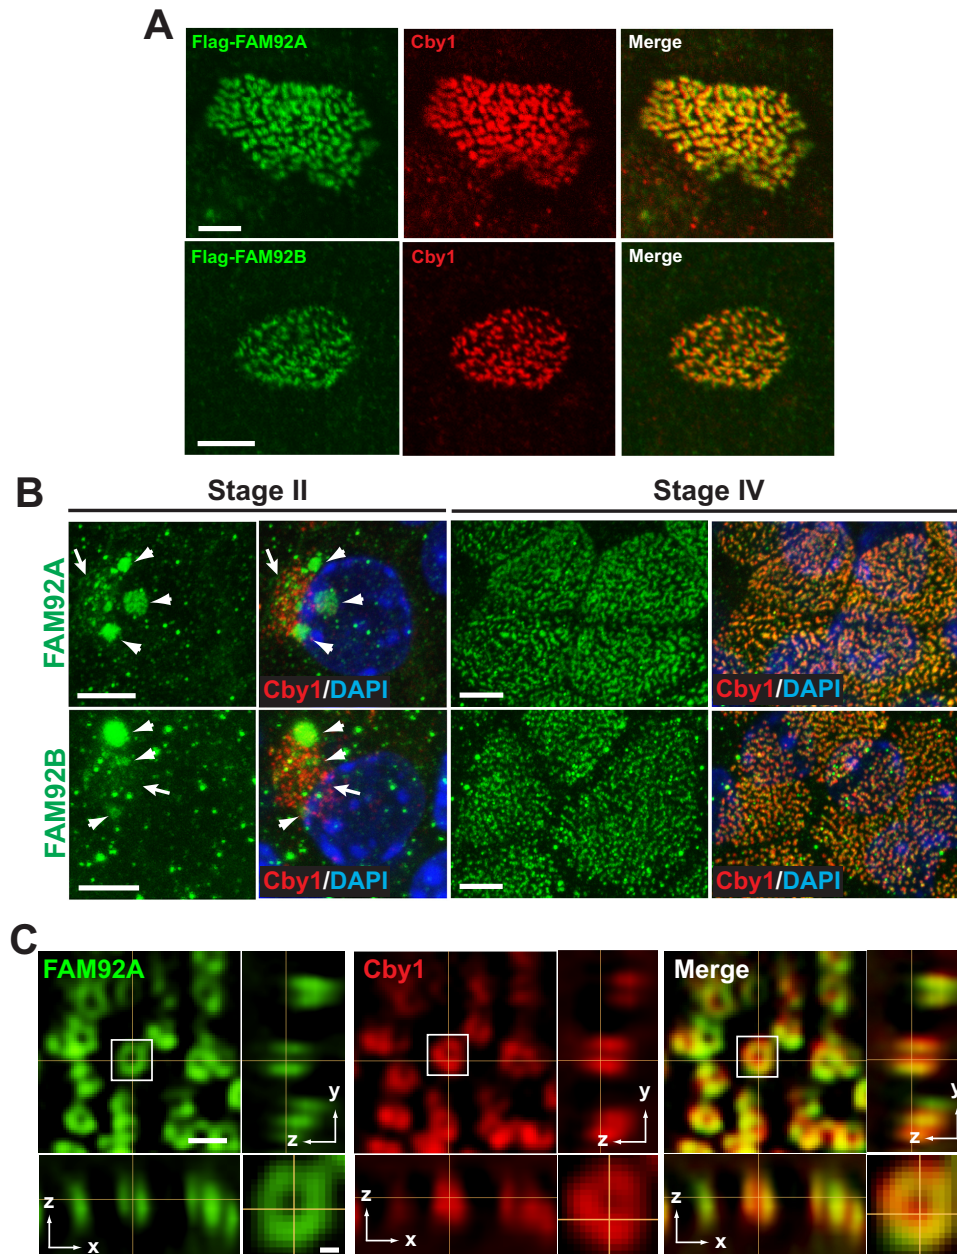 A
Flag-FAM92A
Cby1
Merge
Flag-FAM92B
Cby1
Merge
B
Stage II
Stage IV
FAM92A
Cby1/DAPI
Cby1/DAPI
FAM92B
Cby1/DAPI
Cby1/DAPI
C
FAM92A
Cby1
Merge
y
z
y
z
y
z
z
x
z
x
z
x